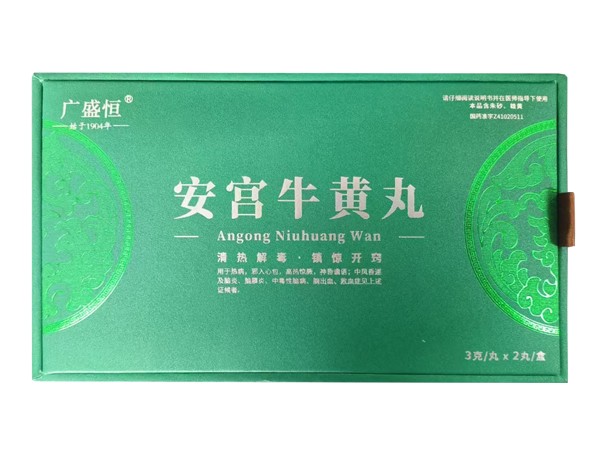 广盛恒®
始于1904年
请仔细阅读说明书并在医师指导下使用
本品含朱砂、雄黄
国药准字Z41020511
安宫牛黄丸
Angong Niuhuang Wan
清热解毒·镇惊开窍
用于热病，邪入心包，高热惊厥，神昏谵语；中风昏迷
及脑炎、脑膜炎、中毒性脑病、脑出血、败血症见上述
证候者。
3克/丸 x 2丸/盒